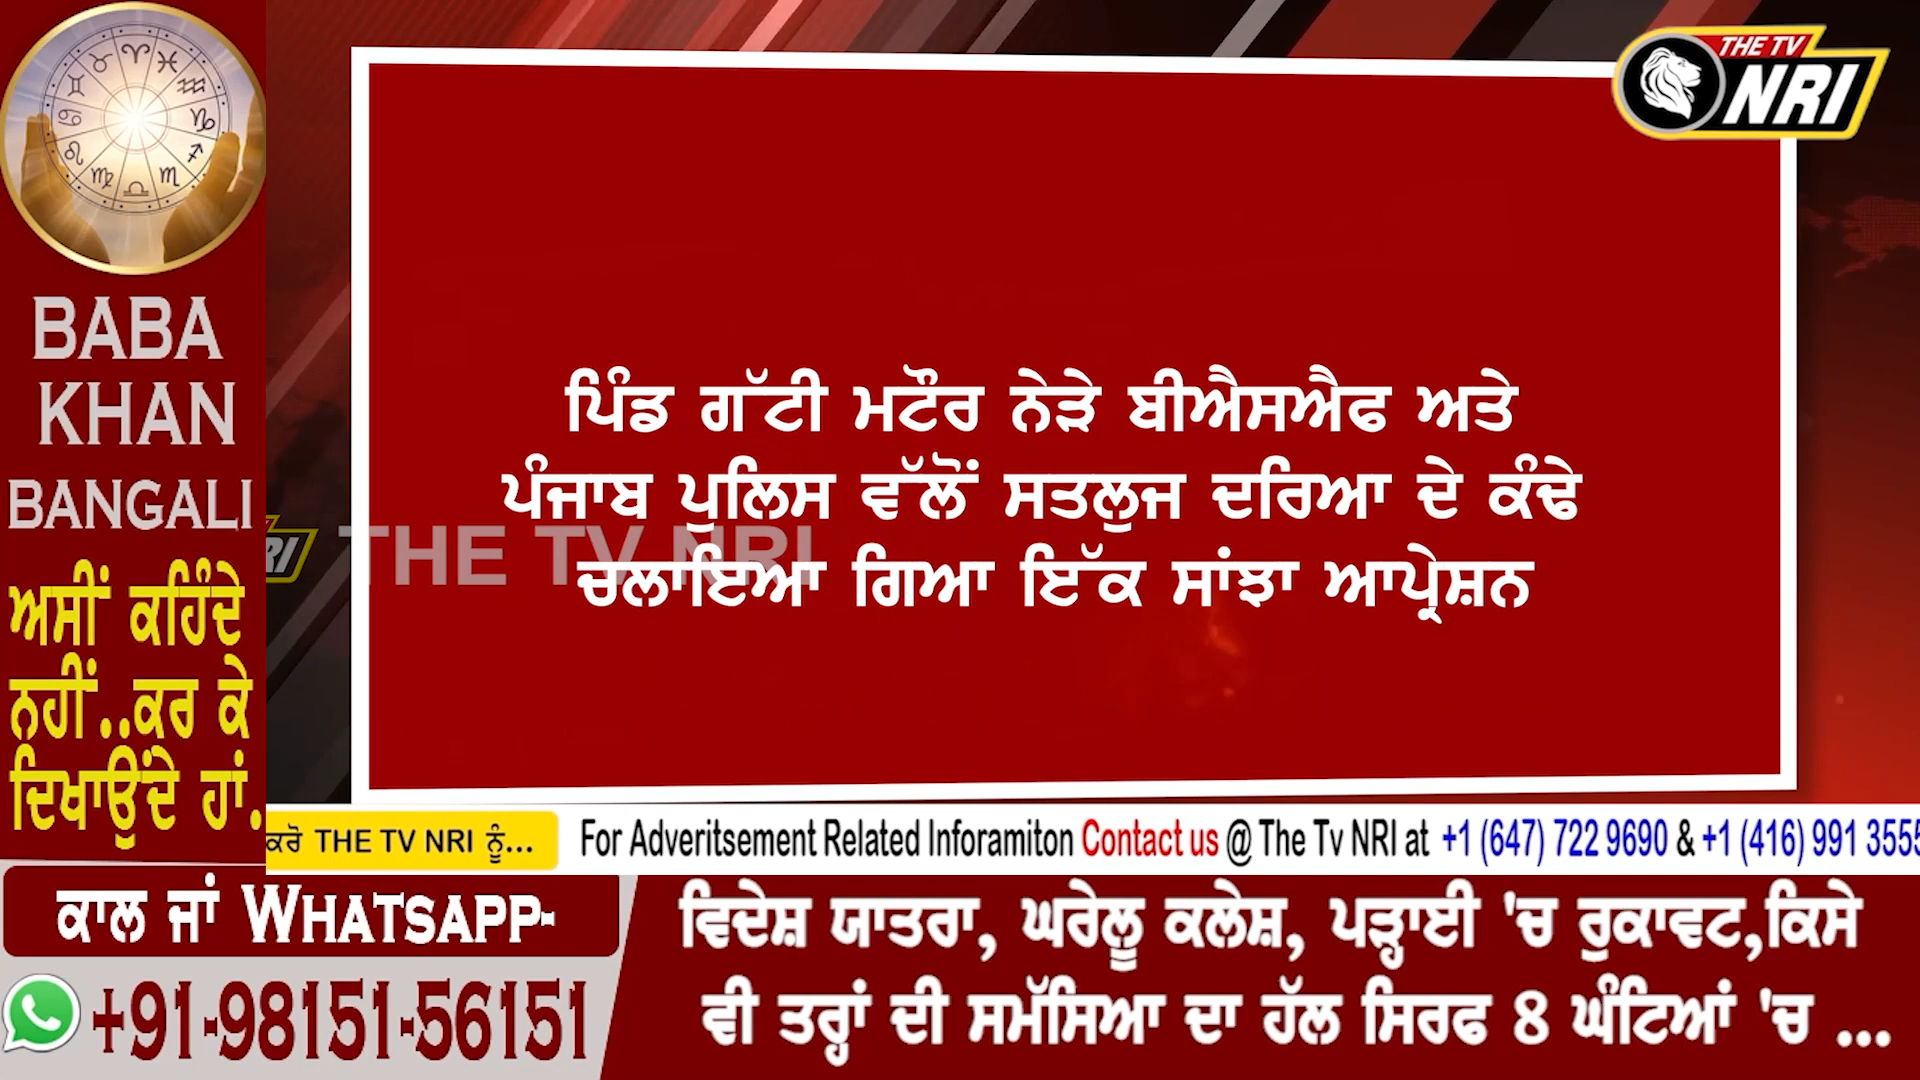 THE TV
NRI
BABA
KHAN
BANGALI
ਅਸੀਂ ਕਹਿੰਦੇ
ਨਹੀਂ..ਕਰ ਕੇ
ਦਿਖਾਉਂਦੇ ਹਾਂ.
ਪਿੰਡ ਗੱਟੀ ਮਟੌਰ ਨੇੜੇ ਬੀਐਸਐਫ ਅਤੇ
ਪੰਜਾਬ ਪੁਲਿਸ ਵੱਲੋਂ ਸਤਲੁਜ ਦਰਿਆ ਦੇ ਕੰਢੇ
ਚਲਾਇਆ ਗਿਆ ਇੱਕ ਸਾਂਝਾ ਆਪ੍ਰੇਸ਼ਨ
RI THE TV NRI
ਕਰੋ THE TV NRI ਨੂੰ... For Adveritsement Related Inforamiton Contact us @ The Tv NRI at +1 (647) 722 9690 & +1 (416) 991 3555
ਕਾਲ ਜਾਂ WHATSAPP-
+91-98151-56151
ਵਿਦੇਸ਼ ਯਾਤਰਾ, ਘਰੇਲੂ ਕਲੇਸ਼, ਪੜ੍ਹਾਈ 'ਚ ਰੁਕਾਵਟ,ਕਿਸੇ
ਵੀ ਤਰ੍ਹਾਂ ਦੀ ਸਮੱਸਿਆ ਦਾ ਹੱਲ ਸਿਰਫ 8 ਘੰਟਿਆਂ 'ਚ ...